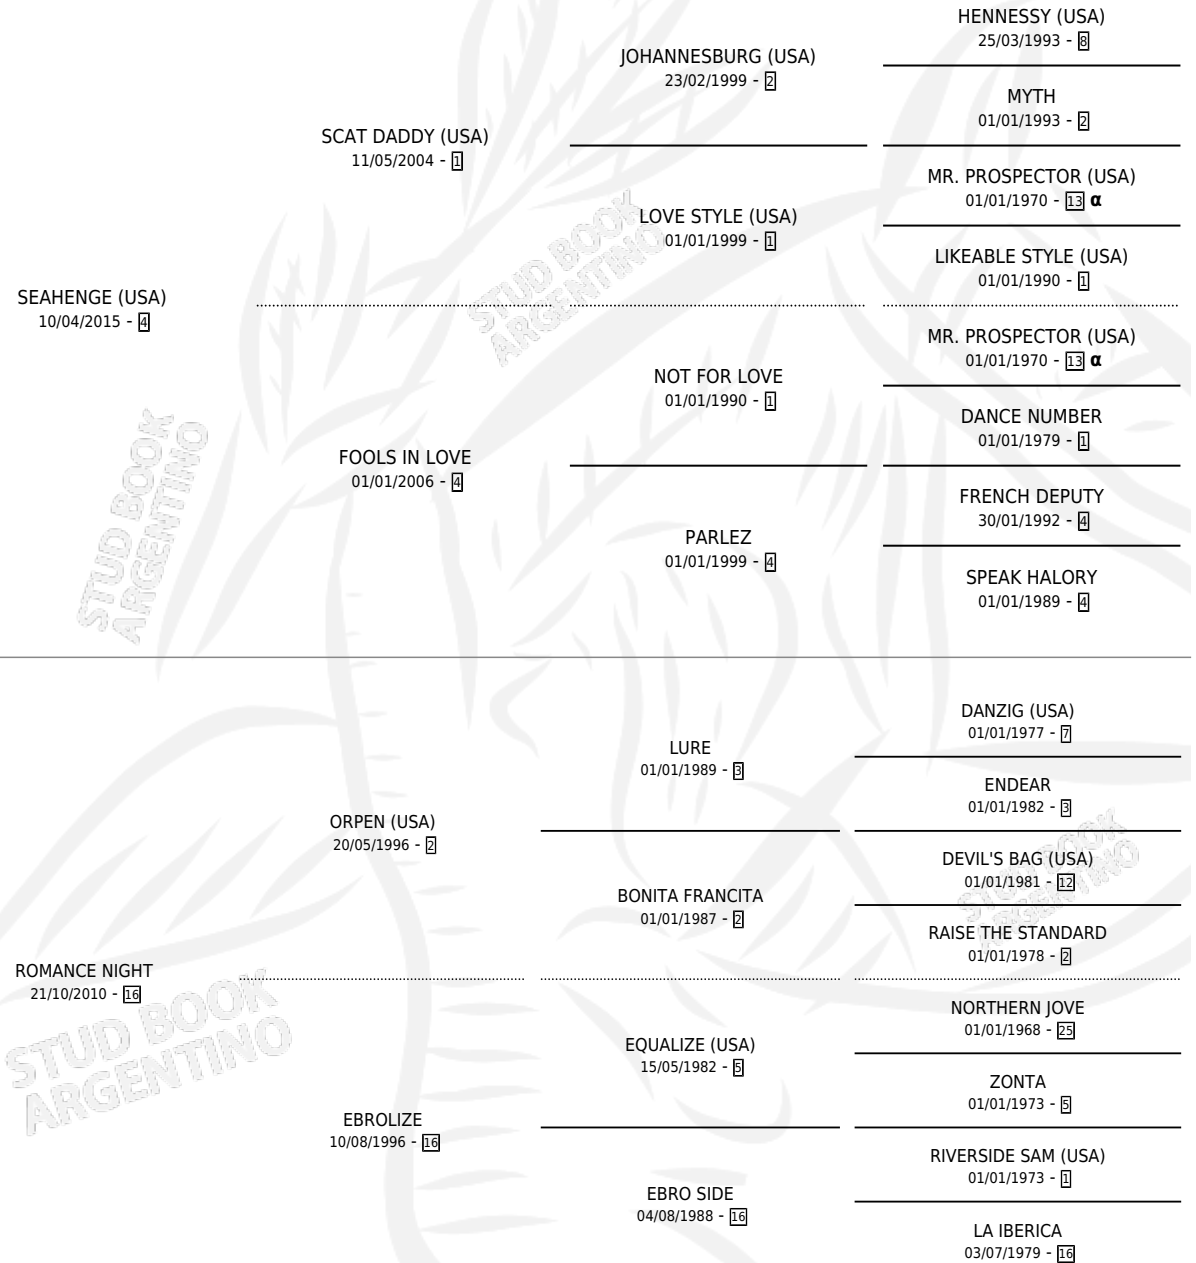 HENNESSY (USA)
25/03/1993 - 8
JOHANNESBURG (USA)
23/02/1999 - 2
MYTH
01/01/1993 - 2
SCAT DADDY (USA)
11/05/2004 - 1
MR. PROSPECTOR (USA)
01/01/1970 - 13 α
LOVE STYLE (USA)
01/01/1999 - 1
LIKEABLE STYLE (USA)
01/01/1990 - 1
SEAHENGE (USA)
10/04/2015 - 4
MR. PROSPECTOR (USA)
01/01/1970 - 13 α
NOT FOR LOVE
01/01/1990 - 1
DANCE NUMBER
01/01/1979 - 1
FOOLS IN LOVE
01/01/2006 - 4
FRENCH DEPUTY
30/01/1992 - 4
PARLEZ
01/01/1999 - 4
SPEAK HALORY
01/01/1989 - 4
DANZIG (USA)
01/01/1977 - 7
LURE
01/01/1989 - 3
ENDEAR
01/01/1982 - 3
ORPEN (USA)
20/05/1996 - 2
DEVIL'S BAG (USA)
01/01/1981 - 12
BONITA FRANCITA
01/01/1987 - 2
RAISE THE STANDARD
01/01/1978 - 2
ROMANCE NIGHT
21/10/2010 - 16
NORTHERN JOVE
01/01/1968 - 25
EQUALIZE (USA)
15/05/1982 - 5
ZONTA
01/01/1973 - 5
EBROLIZE
10/08/1996 - 16
RIVERSIDE SAM (USA)
01/01/1973 - 1
EBRO SIDE
04/08/1988 - 16
LA IBERICA
03/07/1979 - 16
STUD BOOK
ARGENTINO
STUD BOOK
ARGENTINO
STUD BOOK
ARGENTINO
STUD BOOK
ARGENTINO